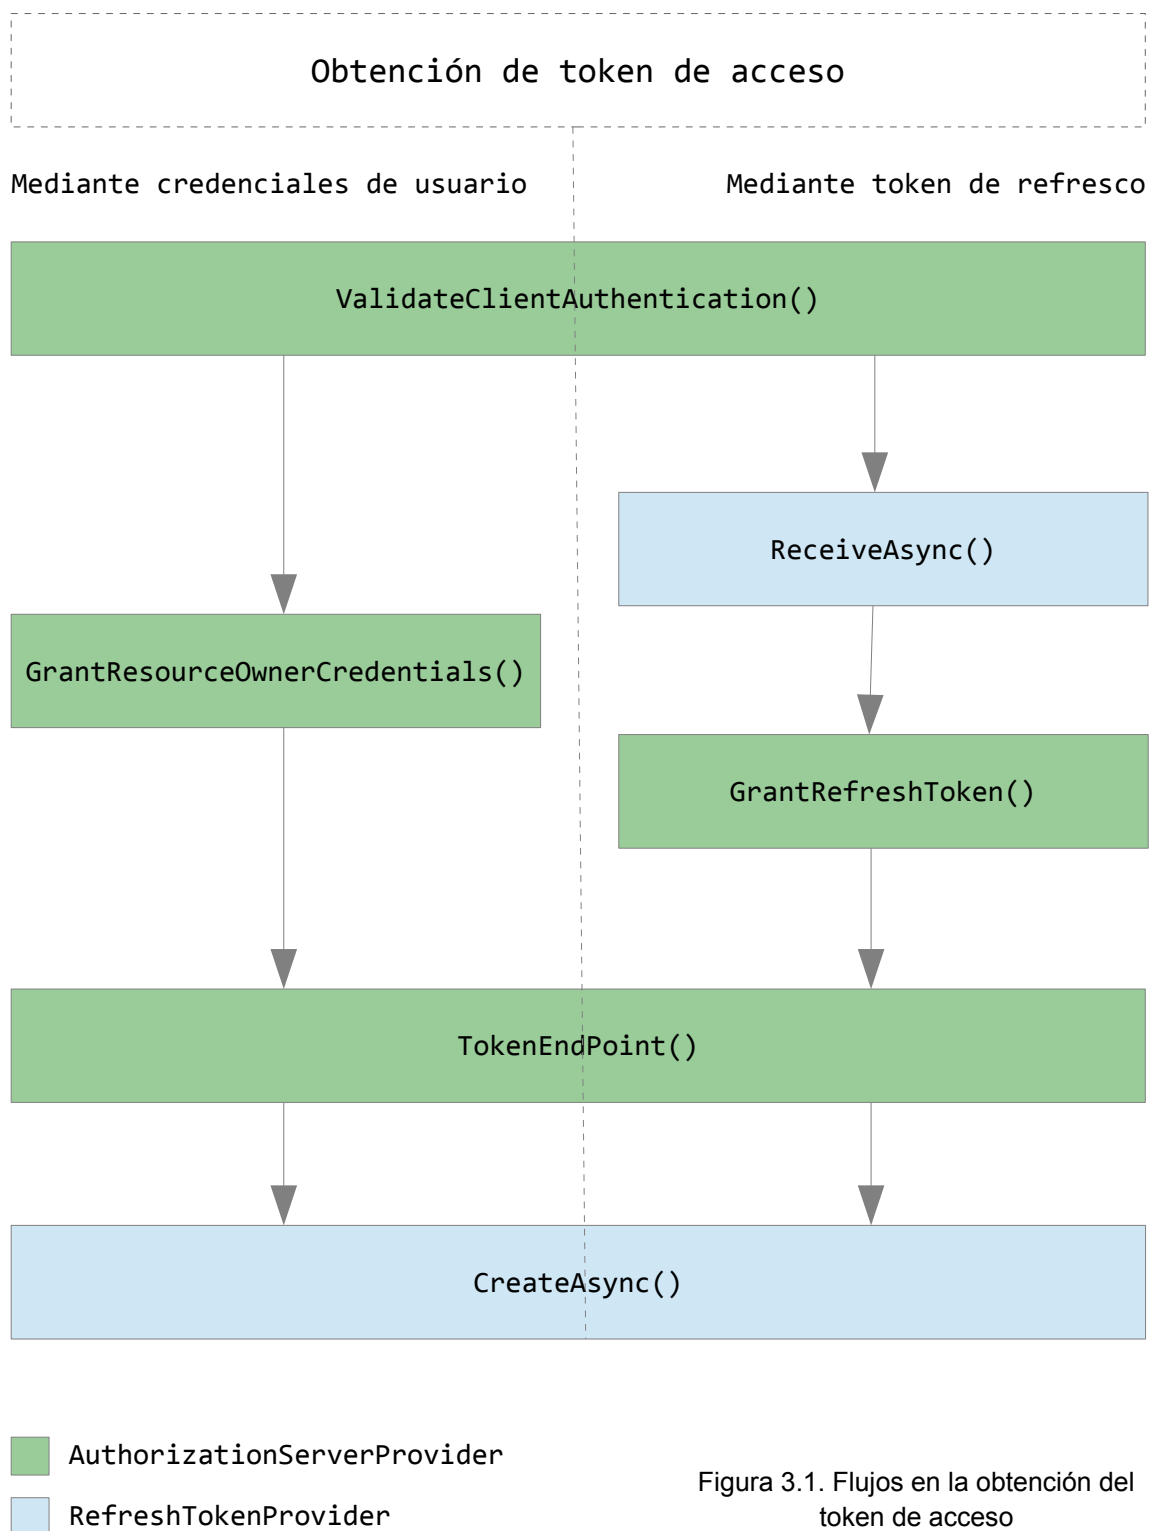 Obtención de token de acceso
Mediante credenciales de usuario
Mediante token de refresco
ValidateClientAuthentication()
ReceiveAsync()
GrantResourceOwnerCredentials()
GrantRefreshToken()
TokenEndPoint()
CreateAsync()
AuthorizationServerProvider
RefreshTokenProvider
Figura 3.1. Flujos en la obtención del
token de acceso